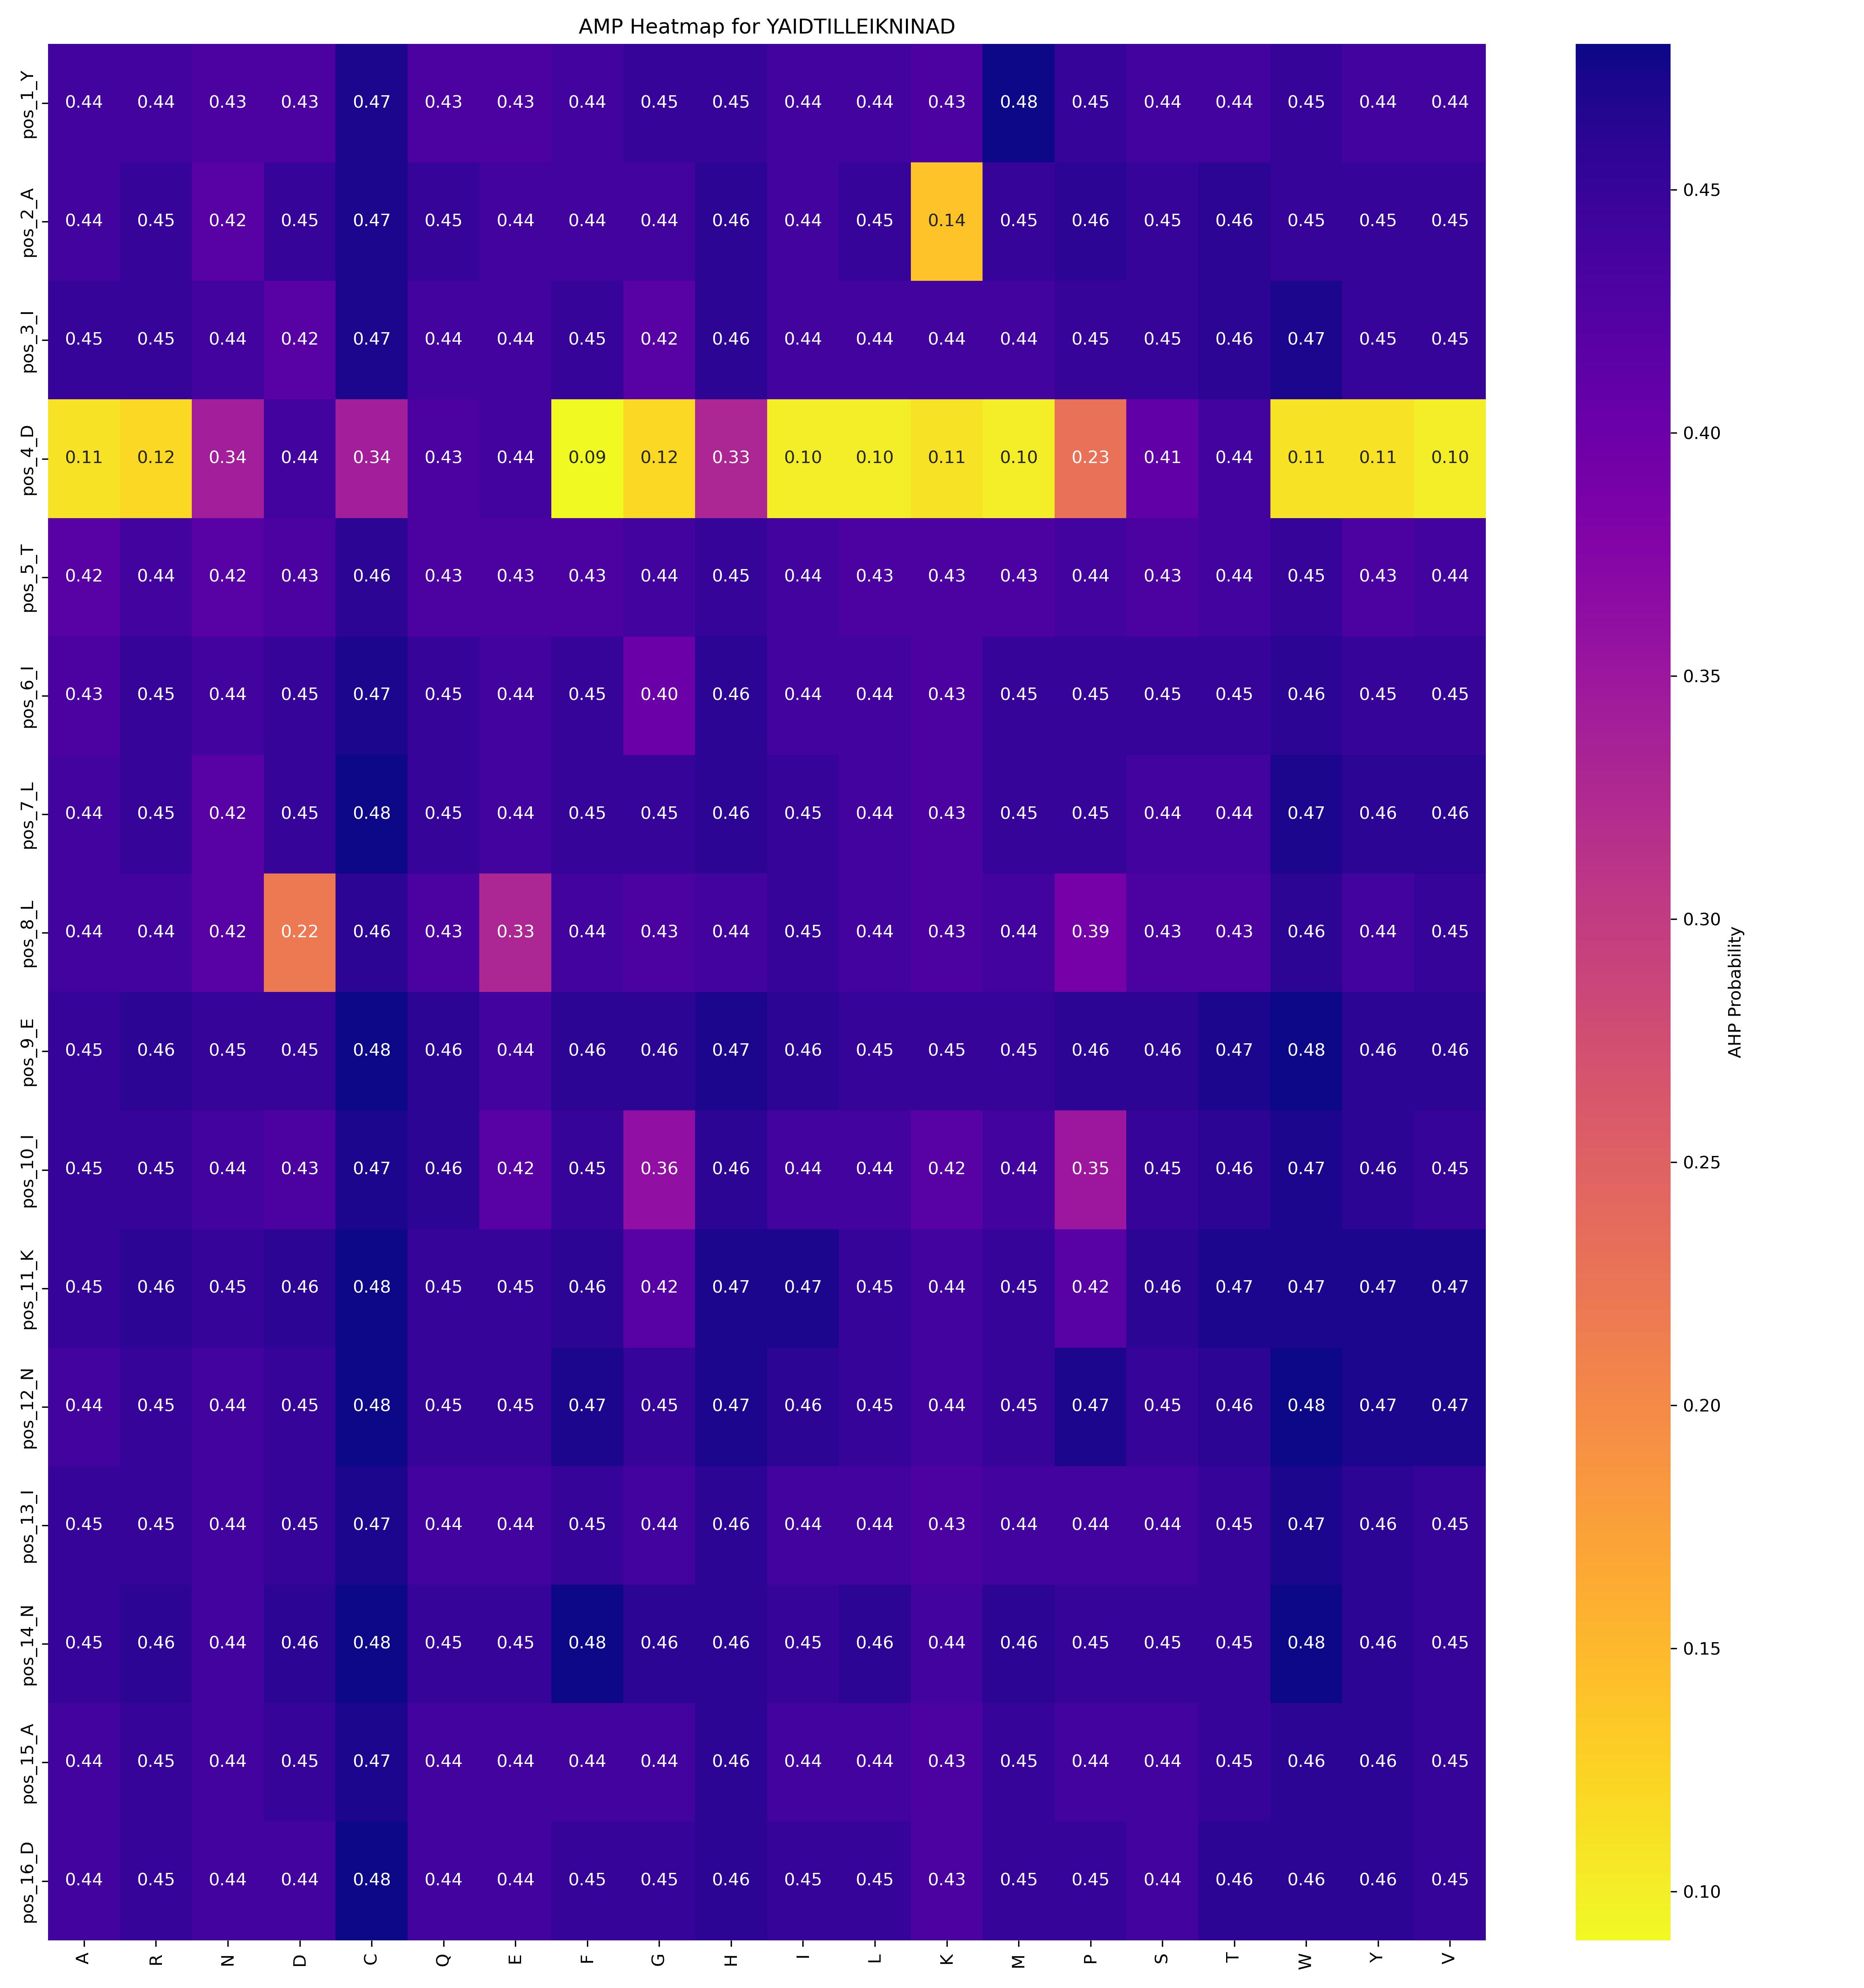 AMP Heatmap for YAIDTILLEIKNINAD
pos_1_Y 0.44 0.44 0.43 0.43 0.47 0.43 0.43 0.44 0.45 0.45 0.44 0.44 0.43 0.48 0.45 0.44 0.44 0.45 0.44 0.44
pos_2_A 0.44 0.45 0.42 0.45 0.47 0.45 0.44 0.44 0.44 0.46 0.44 0.45 0.14 0.45 0.46 0.45 0.46 0.45 0.45 0.45
pos_3_I 0.45 0.45 0.44 0.42 0.47 0.44 0.44 0.45 0.42 0.46 0.44 0.44 0.44 0.44 0.45 0.45 0.46 0.47 0.45 0.45
pos_4_D 0.11 0.12 0.34 0.44 0.34 0.43 0.44 0.09 0.12 0.33 0.10 0.10 0.11 0.10 0.23 0.41 0.44 0.11 0.11 0.10
pos_5_T 0.42 0.44 0.42 0.43 0.46 0.43 0.43 0.43 0.44 0.45 0.44 0.43 0.43 0.43 0.44 0.43 0.44 0.45 0.43 0.44
pos_6_I 0.43 0.45 0.44 0.45 0.47 0.45 0.44 0.45 0.40 0.46 0.44 0.44 0.43 0.45 0.45 0.45 0.45 0.46 0.45 0.45
pos_7_L 0.44 0.45 0.42 0.45 0.48 0.45 0.44 0.45 0.45 0.46 0.45 0.44 0.43 0.45 0.45 0.44 0.44 0.47 0.46 0.46
pos_8_L 0.44 0.44 0.42 0.22 0.46 0.43 0.33 0.44 0.43 0.44 0.45 0.44 0.43 0.44 0.39 0.43 0.43 0.46 0.44 0.45
pos_9_E 0.45 0.46 0.45 0.45 0.48 0.46 0.44 0.46 0.46 0.47 0.46 0.45 0.45 0.45 0.46 0.46 0.47 0.48 0.46 0.46
pos_10_I 0.45 0.45 0.44 0.43 0.47 0.46 0.42 0.45 0.36 0.46 0.44 0.44 0.42 0.44 0.35 0.45 0.46 0.47 0.46 0.45
pos_11_K 0.45 0.46 0.45 0.46 0.48 0.45 0.45 0.46 0.42 0.47 0.47 0.45 0.44 0.45 0.42 0.46 0.47 0.47 0.47 0.47
pos_12_N 0.44 0.45 0.44 0.45 0.48 0.45 0.45 0.47 0.45 0.47 0.46 0.45 0.44 0.45 0.47 0.45 0.46 0.48 0.47 0.47
pos_13_I 0.45 0.45 0.44 0.45 0.47 0.44 0.44 0.45 0.44 0.46 0.44 0.44 0.43 0.44 0.44 0.44 0.45 0.47 0.46 0.45
pos_14_N 0.45 0.46 0.44 0.46 0.48 0.45 0.45 0.48 0.46 0.46 0.45 0.46 0.44 0.46 0.45 0.45 0.45 0.48 0.46 0.45
pos_15_A 0.44 0.45 0.44 0.45 0.47 0.44 0.44 0.44 0.44 0.46 0.44 0.44 0.43 0.45 0.44 0.44 0.45 0.46 0.46 0.45
pos_16_D 0.44 0.45 0.44 0.44 0.48 0.44 0.44 0.45 0.45 0.46 0.45 0.45 0.43 0.45 0.45 0.44 0.46 0.46 0.46 0.45
A R N D C Q E F G H I L K M P S T W Y V
0.45
0.40
0.35
0.30
0.25
0.20
0.15
0.10
AHP Probability